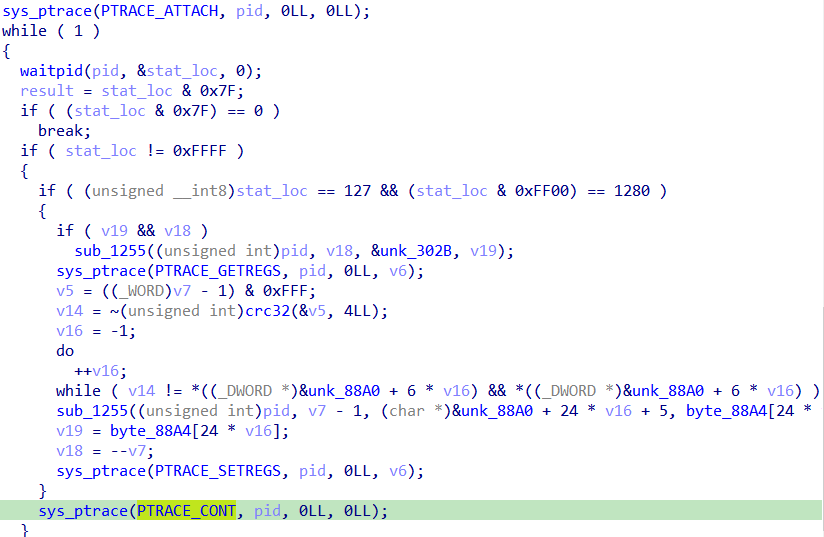 sys_ptrace(PTRACE_ATTACH, pid, 0LL, 0LL);
while ( 1 )
{
waitpid(pid, &stat_loc, 0);
result = stat_loc & 0x7F;
if ( (stat_loc & 0x7F) == 0 )
break;
if ( stat_loc != 0xFFFF )
{
if ( (unsigned __int8)stat_loc == 127 && (stat_loc & 0xFF00) == 1280 )
{
if ( v19 && v18 )
sub_1255((unsigned int)pid, v18, &unk_302B, v19);
sys_ptrace(PTRACE_GETREGS, pid, 0LL, v6);
v5 = ((_WORD)v7 - 1) & 0xFFF;
v14 = ~(unsigned int)crc32(&v5, 4LL);
v16 = -1;
do
++v16;
while ( v14 != *((_DWORD *)&unk_88A0 + 6 * v16) && *((_DWORD *)&unk_88A0 + 6 * v16) )
sub_1255((unsigned int)pid, v7 - 1, (char *)&unk_88A0 + 24 * v16 + 5, byte_88A4[24 *
v19 = byte_88A4[24 * v16];
v18 = --v7;
sys_ptrace(PTRACE_SETREGS, pid, 0LL, v6);
}
sys_ptrace(PTRACE_CONT, pid, 0LL, 0LL);
}